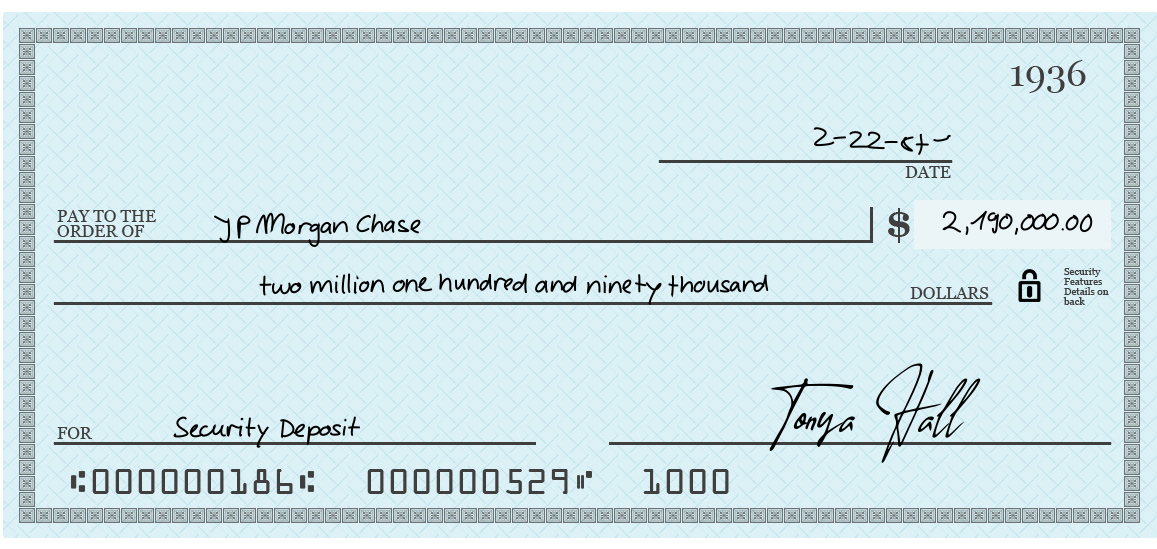 1936
2-22-
DATE
PAY TO THE
ORDER OF JP Morgan Chase $ 2,190,000.00
two million one hundred and ninety thousand DOLLARS
Security
Features
Details on
back
FOR Security Deposit Tonya Hall
⑆000000186⑆ 000000529⑈ 1000